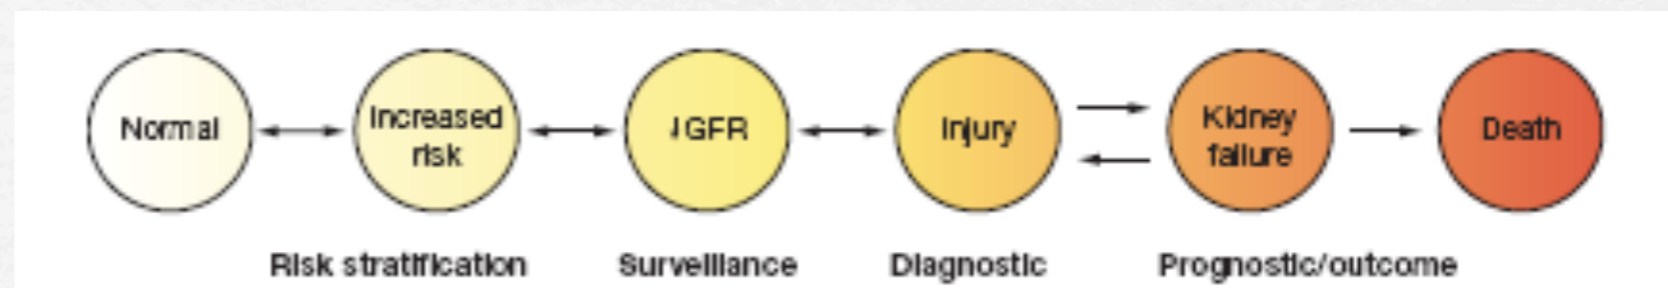 Normal
Increased
risk
↓GFR
Injury
Kidney
failure
Death
Risk stratification
Surveillance
Diagnostic
Prognostic/outcome